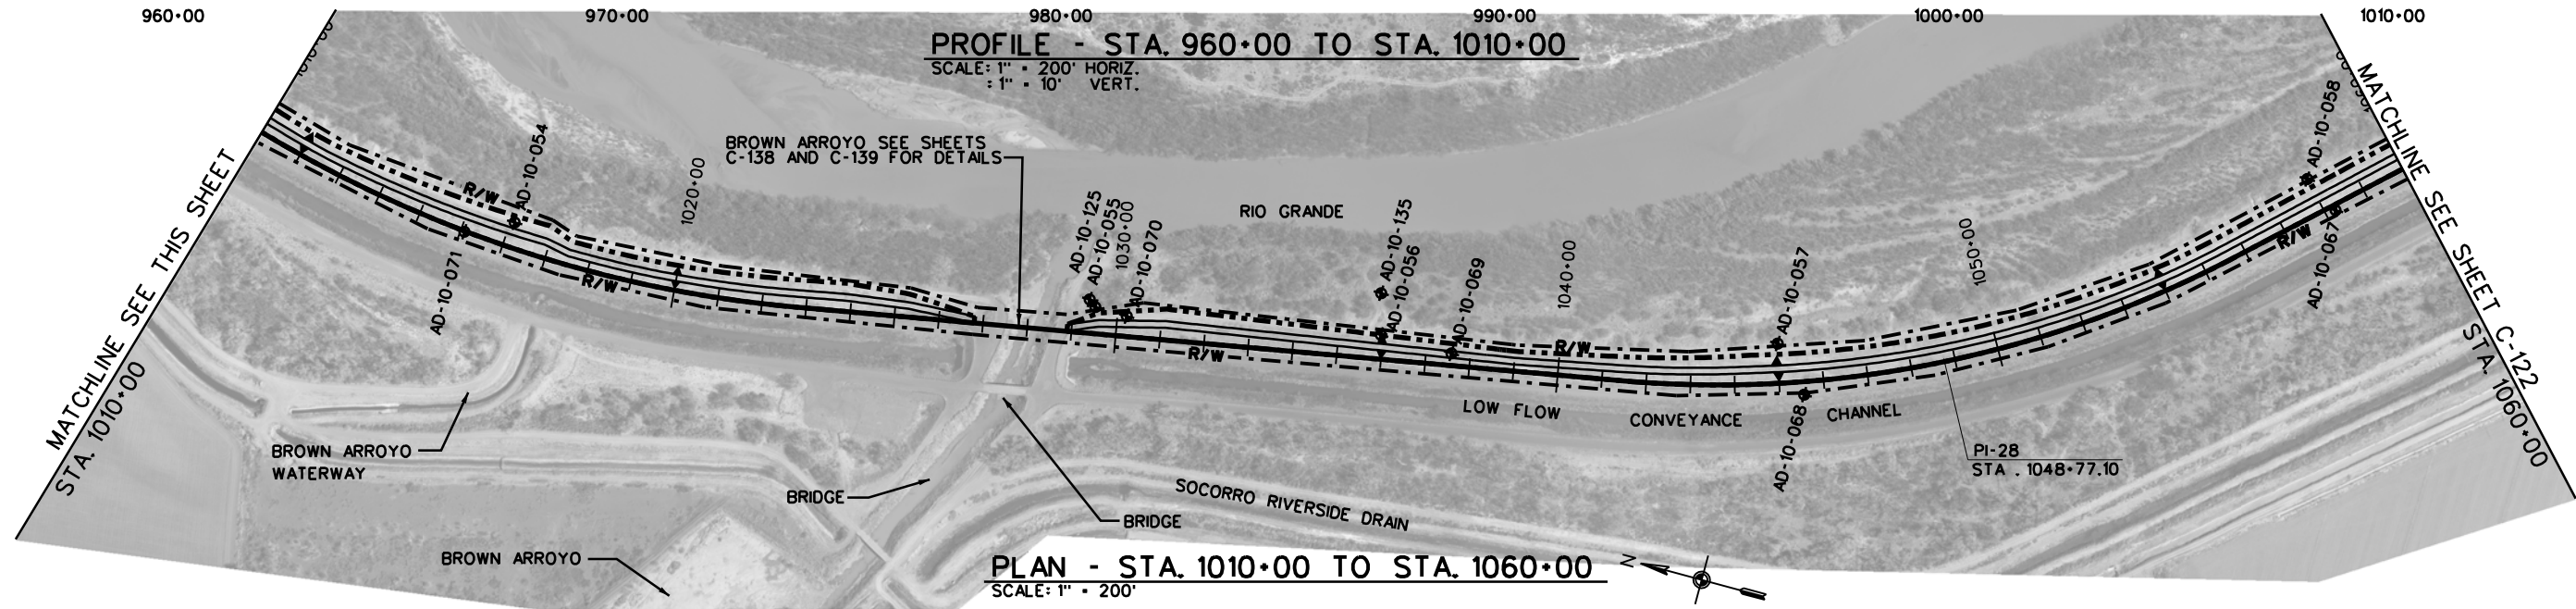 960+00 970+00 980+00 990+00 1000+00 1010+00
PROFILE - STA. 960+00 TO STA. 1010+00
SCALE: 1" = 200' HORIZ.
: 1" = 10' VERT.
MATCHLINE SEE THIS SHEET
STA. 1010+00
1010+00
R/W
AD-10-054
AD-10-071
R/W
1020+00
BROWN ARROYO SEE SHEETS
C-138 AND C-139 FOR DETAILS
AD-10-125
AD-10-055
1030+00
AD-10-070
R/W
RIO GRANDE
AD-10-135
AD-10-056
AD-10-069
1040+00
R/W
AD-10-057
AD-10-068
1050+00
AD-10-058
AD-10-067
R/W
MATCHLINE SEE SHEET C-122
STA. 1060+00
LOW FLOW CONVEYANCE CHANNEL
PI-28
STA . 1048+77.10
BROWN ARROYO
WATERWAY
BRIDGE
BRIDGE
SOCORRO RIVERSIDE DRAIN
BROWN ARROYO
PLAN - STA. 1010+00 TO STA. 1060+00
SCALE: 1" = 200'
N